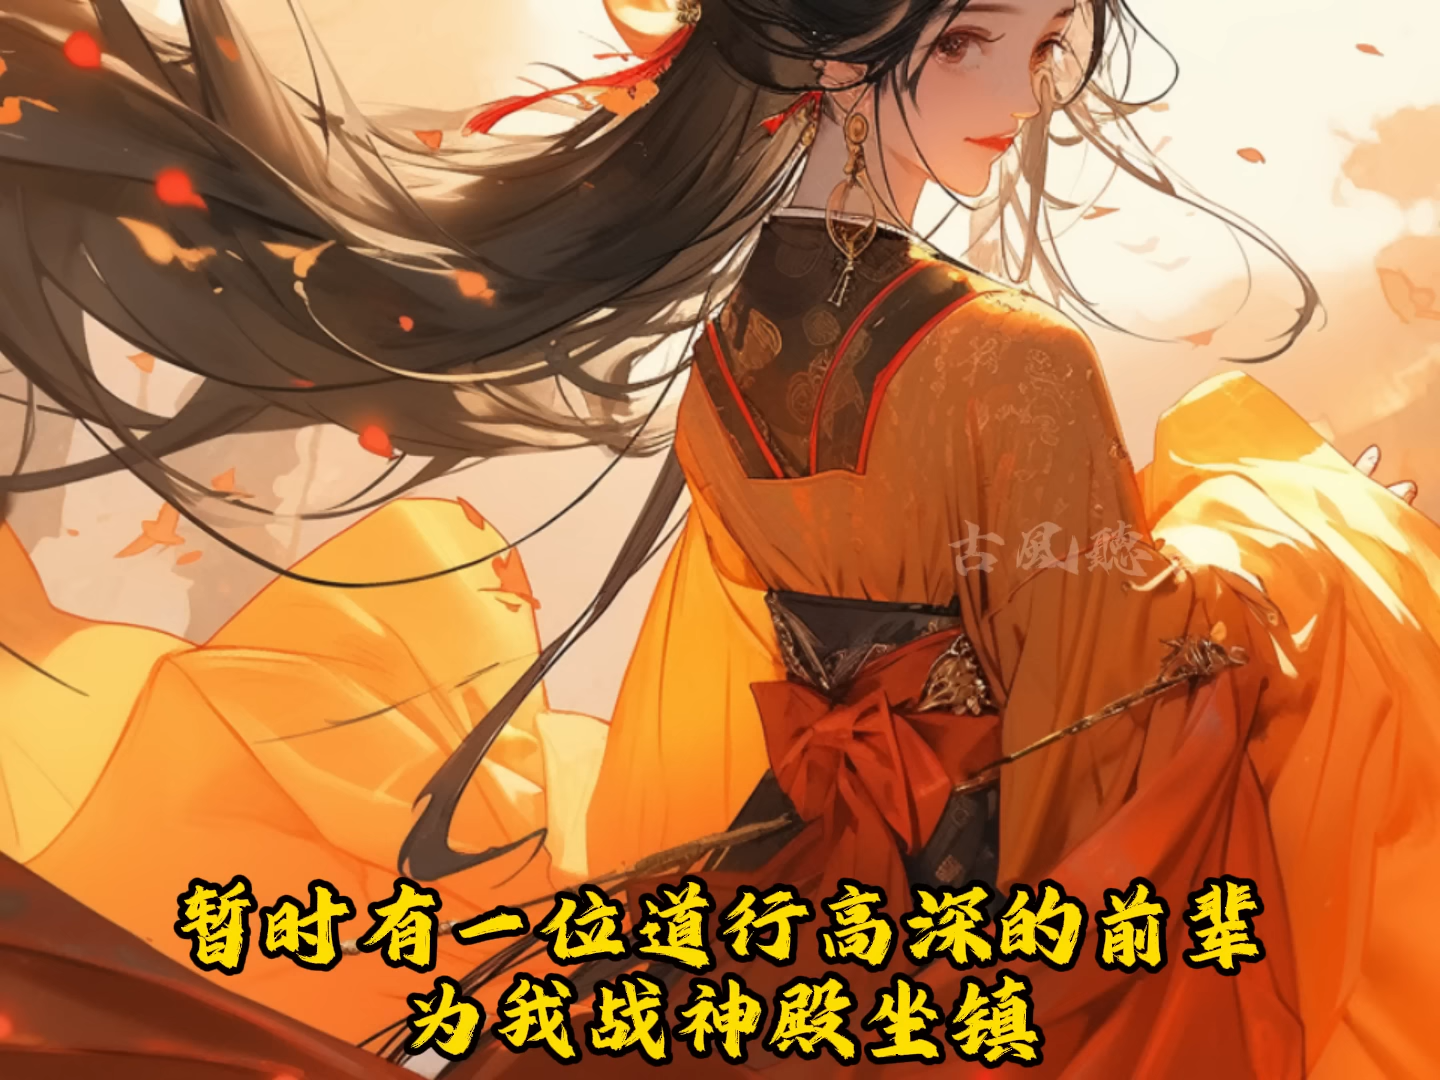 古風聽
暂时有一位道行高深的前辈
为我战神殿坐镇